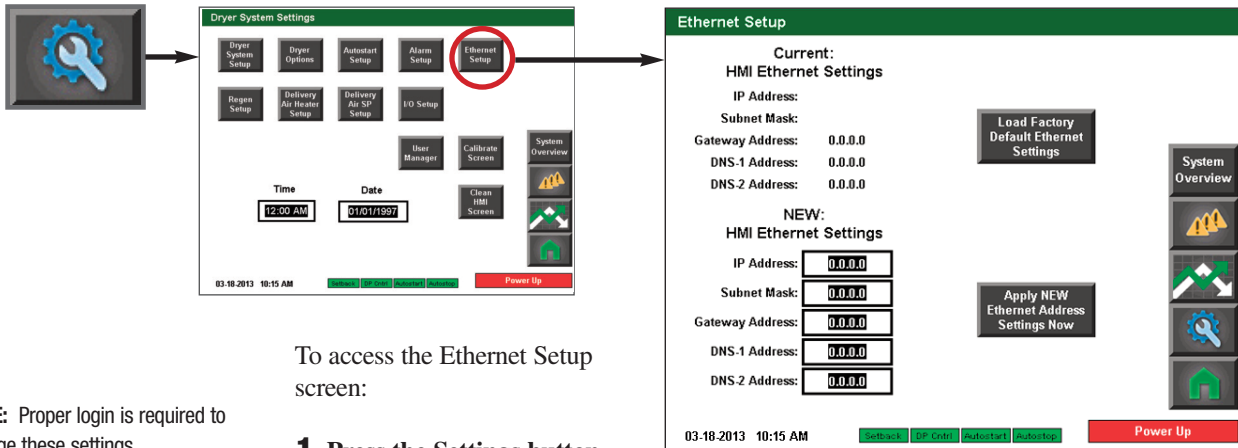 Dryer System Settings
Dryer
System
Setup
Dryer
Options
Autostart
Setup
Alarm
Setup
Ethernet
Setup
Regen
Setup
Delivery
Air Heater
Setup
Delivery
Air SP
Setup
I/O Setup
User
Manager
Calibrate
Screen
System
Overview
Time
Date
12:00 AM
01/01/1997
Clean
HMI
Screen
03-18-2013 10:15 AM
Setback
DP Cntrl
Autostart
Autostop
Power Up
Ethernet Setup
Current:
HMI Ethernet Settings
IP Address:
Subnet Mask:
Gateway Address: 0.0.0.0
DNS-1 Address: 0.0.0.0
DNS-2 Address: 0.0.0.0
Load Factory
Default Ethernet
Settings
System
Overview
NEW:
HMI Ethernet Settings
IP Address: 0.0.0.0
Subnet Mask: 0.0.0.0
Gateway Address: 0.0.0.0
DNS-1 Address: 0.0.0.0
DNS-2 Address: 0.0.0.0
Apply NEW
Ethernet Address
Settings Now
03-18-2013 10:15 AM
Setback
DP Cntrl
Autostart
Autostop
Power Up
To access the Ethernet Setup
screen:
Proper login is required to
these settings
1 Press the Settings button